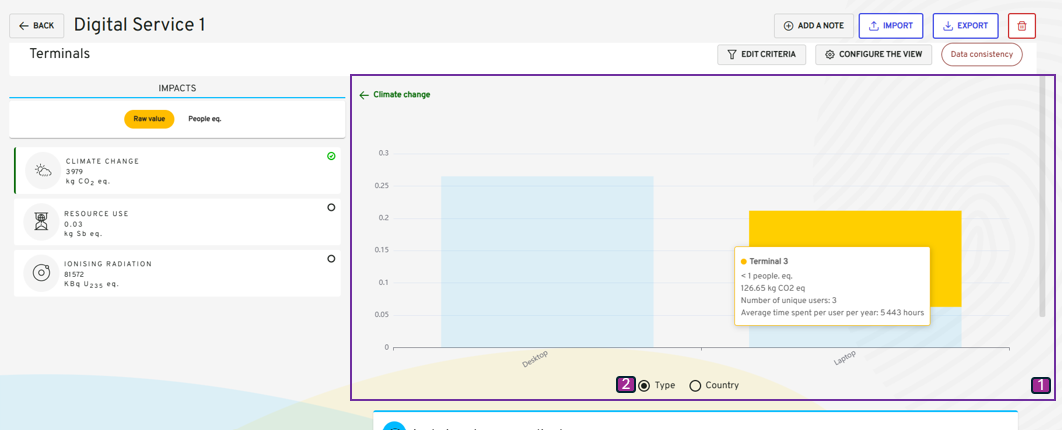 BACK
Digital Service 1
ADD A NOTE
IMPORT
EXPORT
Terminals
EDIT CRITERIA
CONFIGURE THE VIEW
Data consistency
IMPACTS
Raw value
People eq.
CLIMATE CHANGE
3979
kg CO2 eq.
RESOURCE USE
0.03
kg Sb eq.
IONISING RADIATION
81572
KBq U235 eq.
Climate change
0.3
0.25
0.2
0.15
0.1
0.05
0
Terminal 3
< 1 people. eq.
126.65 kg CO2 eq
Number of unique users: 3
Average time spent per user per year: 5 443 hours
Desktop
Laptop
2
Type
Country
1